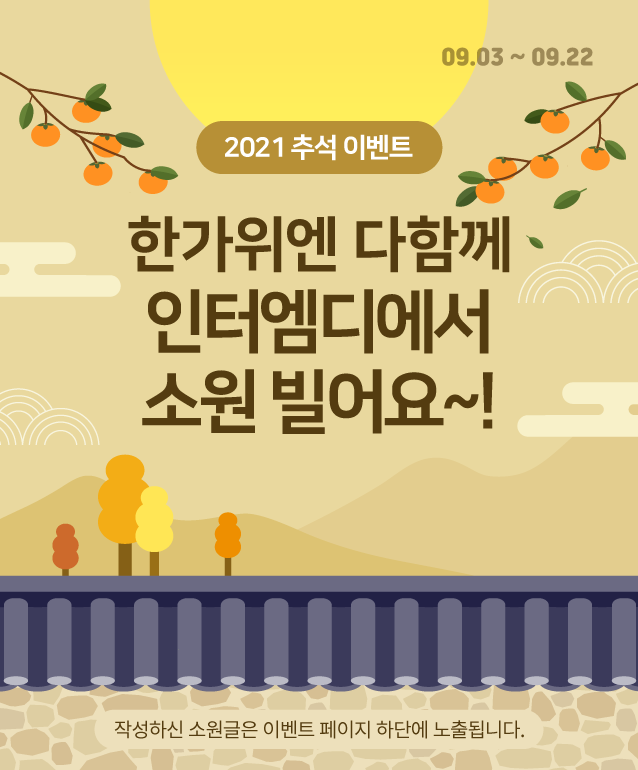 09.03 ~ 09.22
2021 추석 이벤트
한가위엔 다함께
인터엠디에서
소원 빌어요~!
작성하신 소원글은 이벤트 페이지 하단에 노출됩니다.